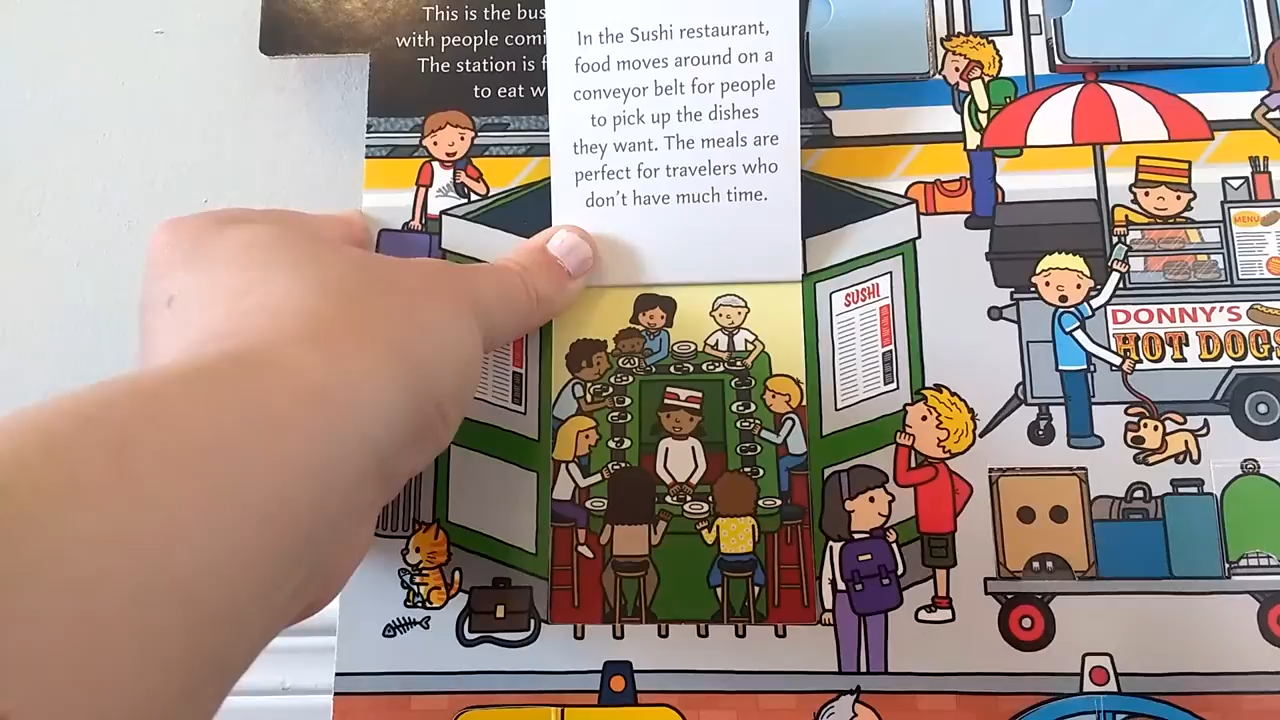 This is the bus
with people comi
The station is f
to eat w
In the Sushi restaurant,
food moves around on a
conveyor belt for people
to pick up the dishes
they want. The meals are
perfect for travelers who
don't have much time.
SUSHI
MENU
DONNY'S
HOT DOGS